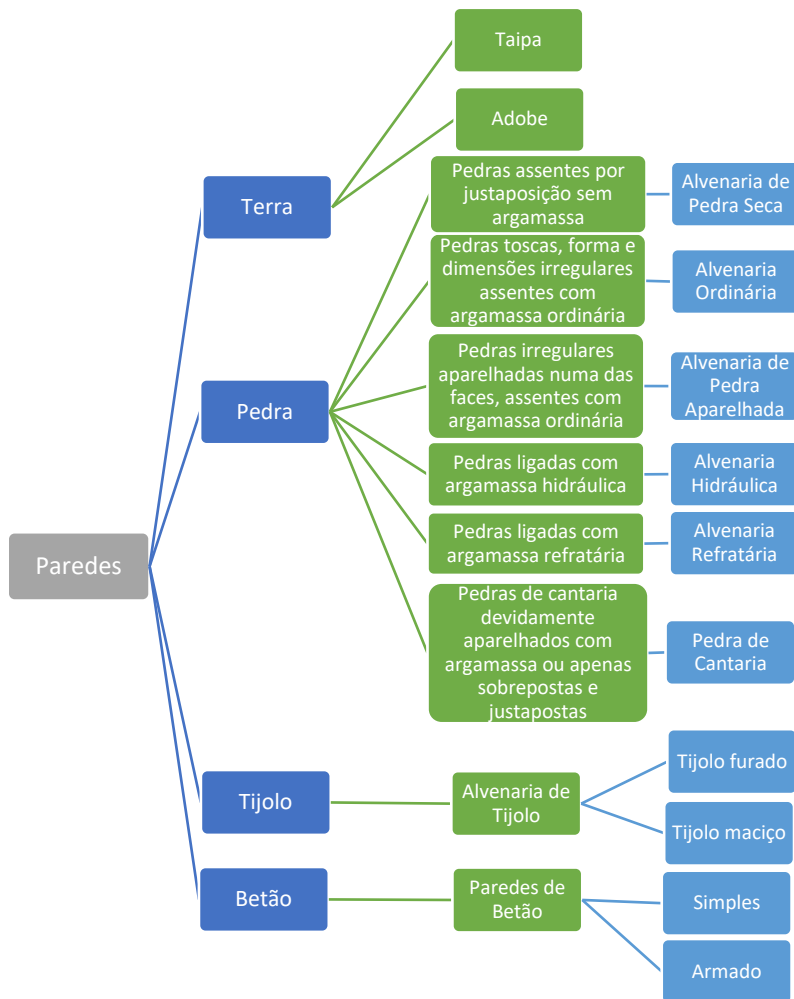 Paredes
Terra
Taipa
Adobe
Pedra
Pedras assentes por
justaposição sem
argamassa
Alvenaria de
Pedra Seca
Pedras toscas, forma e
dimensões irregulares
assentes com
argamassa ordinária
Alvenaria
Ordinária
Pedras irregulares
aparelhadas numa das
faces, assentes com
argamassa ordinária
Alvenaria de
Pedra
Aparelhada
Pedras ligadas com
argamassa hidráulica
Alvenaria
Hidráulica
Pedras ligadas com
argamassa refratária
Alvenaria
Refratária
Pedras de cantaria
devidamente
aparelhados com
argamassa ou apenas
sobrepostas e
justapostas
Pedra de
Cantaria
Tijolo
Alvenaria de
Tijolo
Tijolo furado
Tijolo maciço
Betão
Paredes de
Betão
Simples
Armado